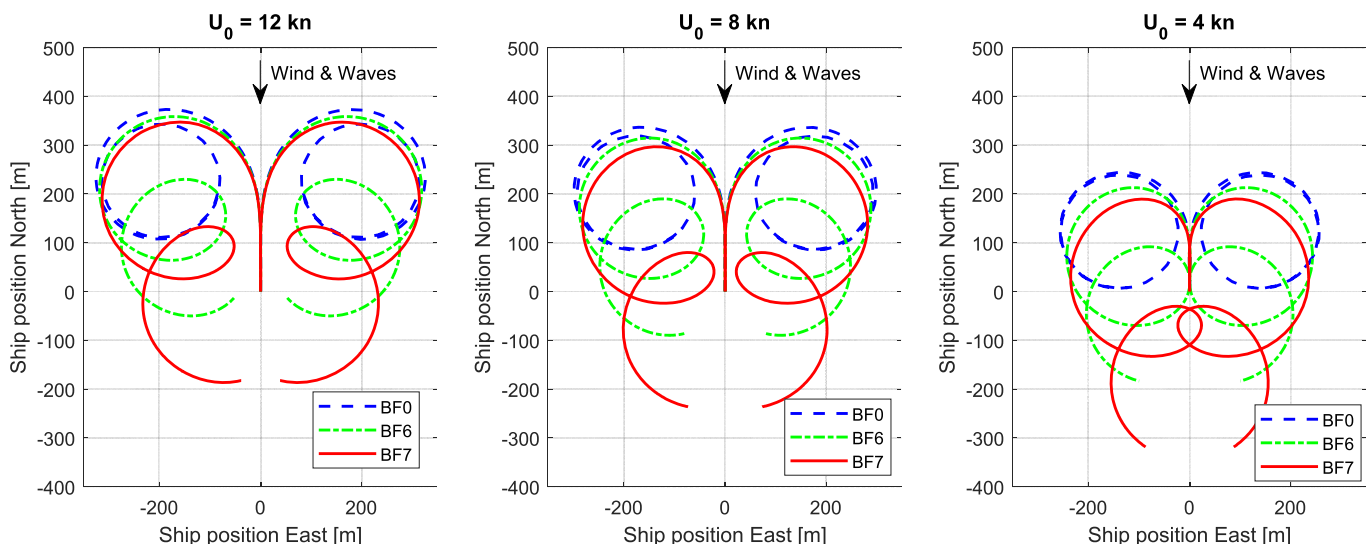 U_0 = 12 kn
Wind & Waves
Ship position North [m]
500
400
300
200
100
0
-100
-200
-300
-400
-200
0
200
Ship position East [m]
BF0
BF6
BF7
U_0 = 8 kn
Wind & Waves
Ship position North [m]
500
400
300
200
100
0
-100
-200
-300
-400
-200
0
200
Ship position East [m]
BF0
BF6
BF7
U_0 = 4 kn
Wind & Waves
Ship position North [m]
500
400
300
200
100
0
-100
-200
-300
-400
-200
0
200
Ship position East [m]
BF0
BF6
BF7